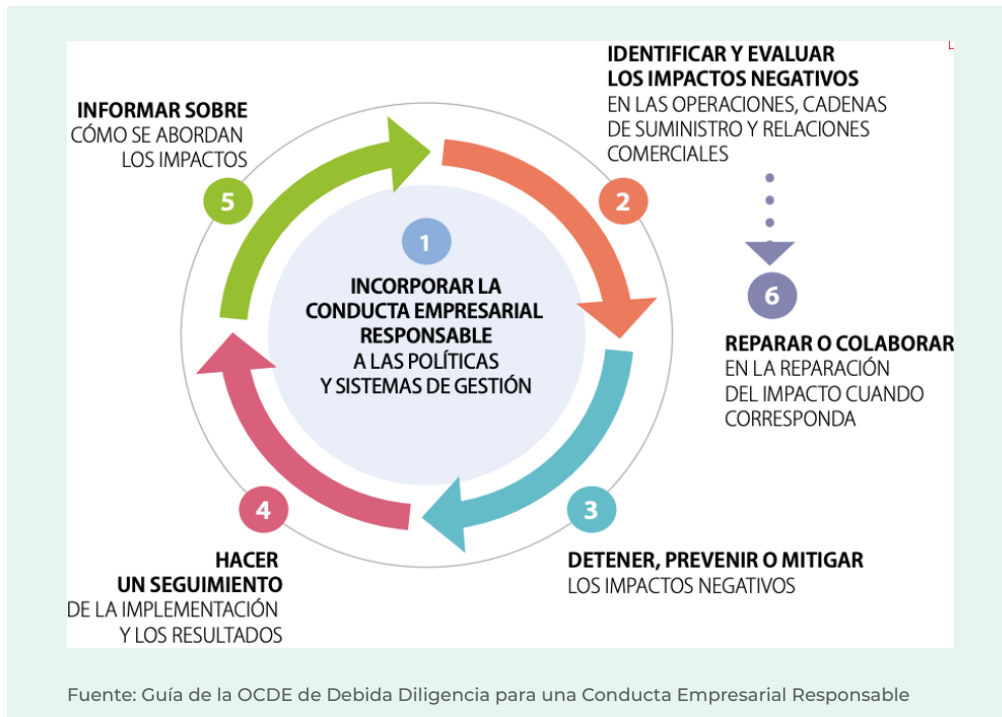 1
INCORPORAR LA
CONDUCTA EMPRESARIAL
RESPONSABLE
A LAS POLÍTICAS
Y SISTEMAS DE GESTIÓN
IDENTIFICAR Y EVALUAR
LOS IMPACTOS NEGATIVOS
EN LAS OPERACIONES, CADENAS
DE SUMINISTRO Y RELACIONES
COMERCIALES
2
3
DETENER, PREVENIR O MITIGAR
LOS IMPACTOS NEGATIVOS
4
HACER
UN SEGUIMIENTO
DE LA IMPLEMENTACIÓN
Y LOS RESULTADOS
INFORMAR SOBRE
CÓMO SE ABORDAN
LOS IMPACTOS
5
6
REPARAR O COLABORAR
EN LA REPARACIÓN
DEL IMPACTO CUANDO
CORRESPONDA
Fuente: Guía de la OCDE de Debida Diligencia para una Conducta Empresarial Responsable